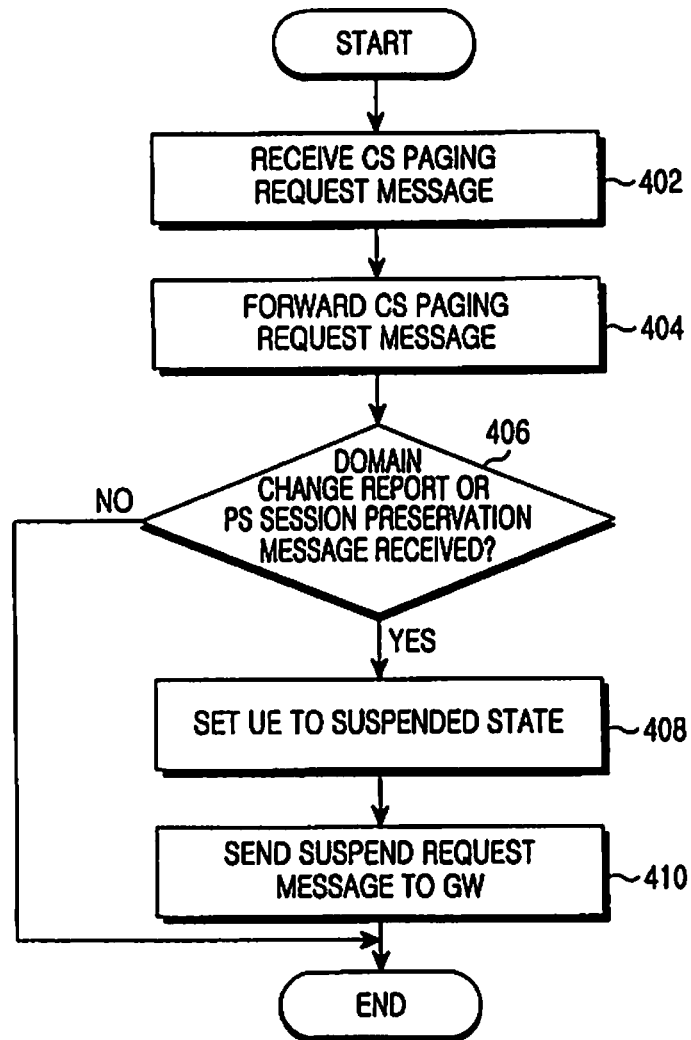 START
RECEIVE CS PAGING
REQUEST MESSAGE
402
FORWARD CS PAGING
REQUEST MESSAGE
404
406
DOMAIN
CHANGE REPORT OR
PS SESSION PRESERVATION
MESSAGE RECEIVED?
NO
YES
SET UE TO SUSPENDED STATE
408
SEND SUSPEND REQUEST
MESSAGE TO GW
410
END